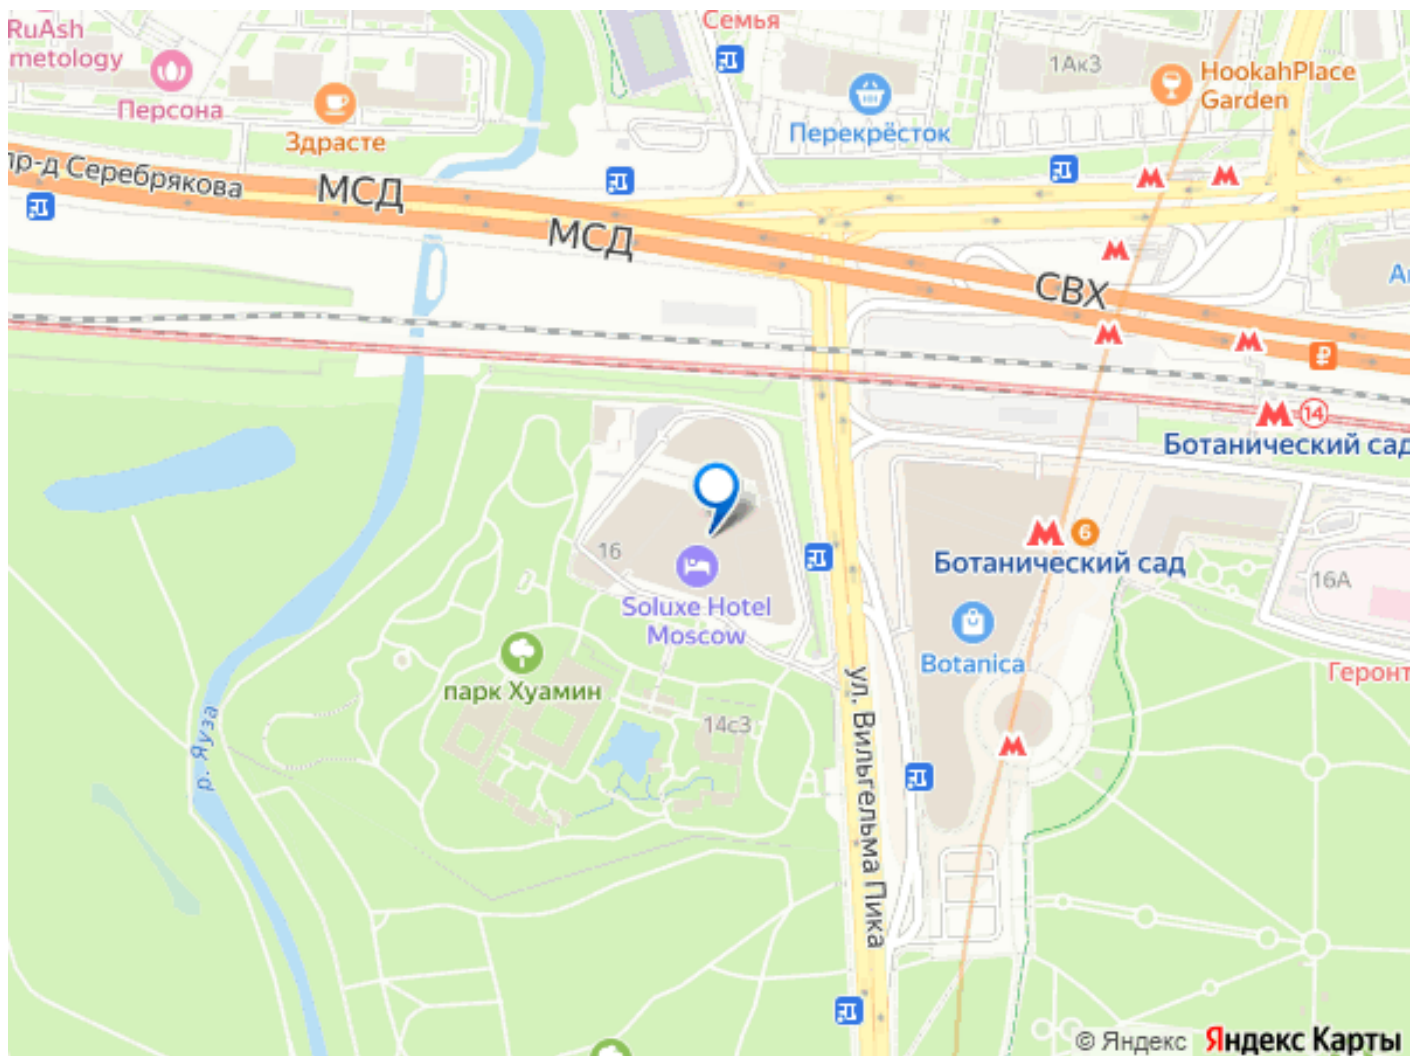 Семья
RuAsh
metology
Персона
Здрасте
1Ак3
HookahPlace
Garden
Перекрёсток
пр-д Серебрякова
МСД
МСД
СВХ
14
Ботанический сад
16
Soluxe Hotel
Moscow
6
Ботанический сад
16А
Botanica
Геронт
парк Хуамин
14с3
р. Яуза
ул. Вильгельма Пика
© Яндекс Яндекс Карты